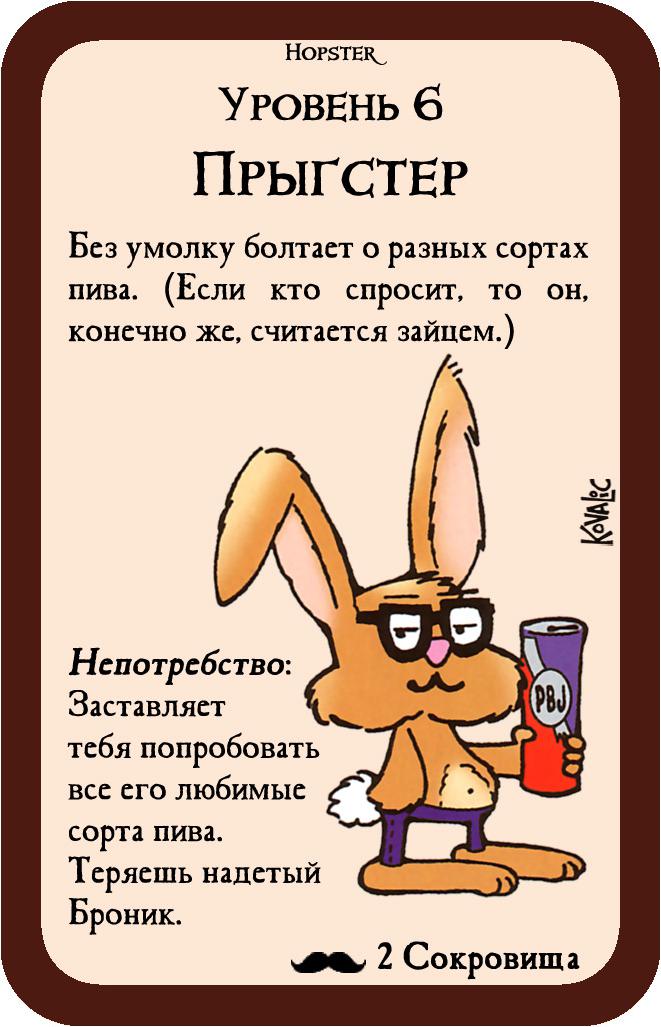 Hopster
Уровень 6
Прыгстер
Без умолку болтает о разных сортах
пива. (Если кто спросит, то он,
конечно же, считается зайцем.)
Kovalic
PBJ
Непотребство:
Заставляет
тебя попробовать
все его любимые
сорта пива.
Теряешь надетый
Броник.
2 Сокровища